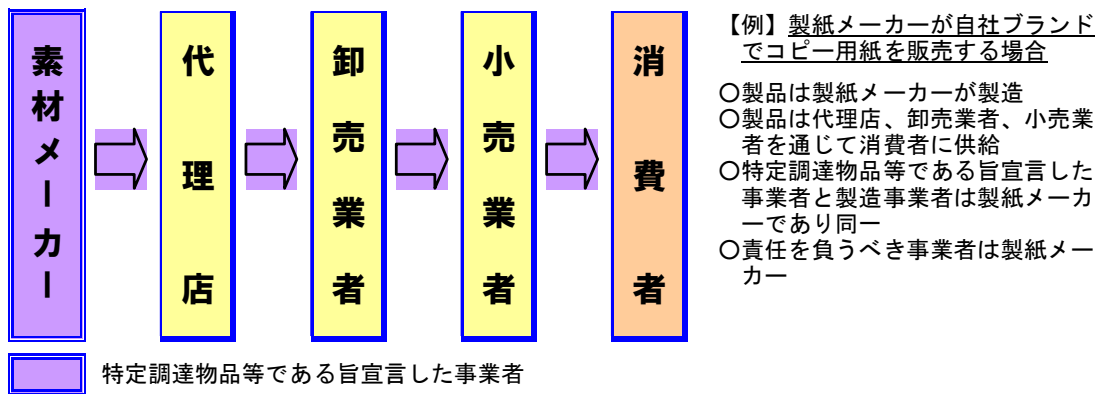 素材メーカー
代理店
卸売業者
小売業者
消費者
【例】製紙メーカーが自社ブランド
でコピー用紙を販売する場合
〇製品は製紙メーカーが製造
〇製品は代理店、卸売業者、小売業
者を通じて消費者に供給
〇特定調達物品等である旨宣言した
事業者と製造事業者は製紙メーカ
ーであり同一
〇責任を負うべき事業者は製紙メー
カー
特定調達物品等である旨宣言した事業者